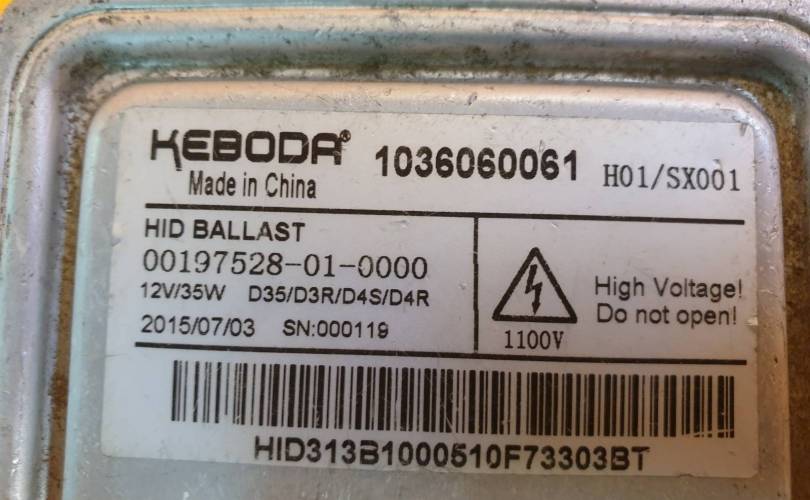 KEBODA® 1036060061 H01/SX001
Made in China
HID BALLAST
00197528-01-0000
12V/35W D35/D3R/D4S/D4R
2015/07/03 SN:000119
1100V
High Voltage!
Do not open!
HID313B1000510F73303BT